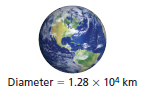 Diameter = 1.28 × 10⁴ km